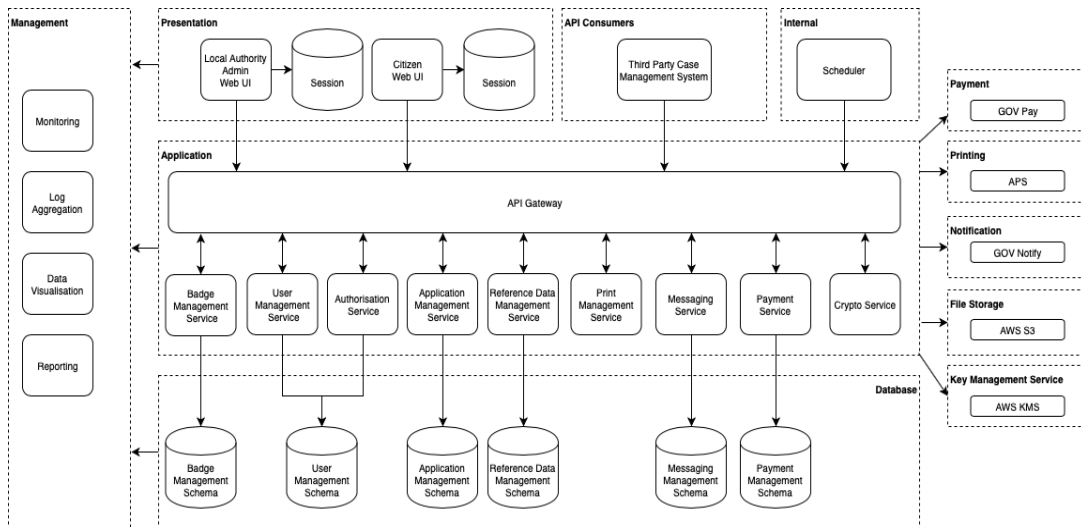 Management
Monitoring
Log
Aggregation
Data
Visualisation
Reporting
Presentation
Local Authority
Admin
Web UI
Session
Citizen
Web UI
Session
API Consumers
Third Party Case
Management System
Internal
Scheduler
Application
API Gateway
Badge
Management
Service
User
Management
Service
Authorisation
Service
Application
Management
Service
Reference Data
Management
Service
Print
Management
Service
Messaging
Service
Payment
Service
Crypto Service
Database
Badge
Management
Schema
User
Management
Schema
Application
Management
Schema
Reference Data
Management
Schema
Messaging
Management
Schema
Payment
Management
Schema
Payment
GOV Pay
Printing
APS
Notification
GOV Notify
File Storage
AWS S3
Key Management Service
AWS KMS